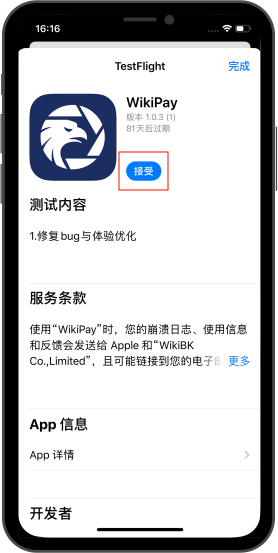 16:16
TestFlight
完成
WikiPay
版本 1.0.3 (1)
81天后过期
接受
测试内容
1.修复bug与体验优化
服务条款
使用“WikiPay”时，您的崩溃日志、使用信息
和反馈会发送给 Apple 和“WikiBK
Co.,Limited”，且可能链接到您的电子 更多
App 信息
App 详情
开发者